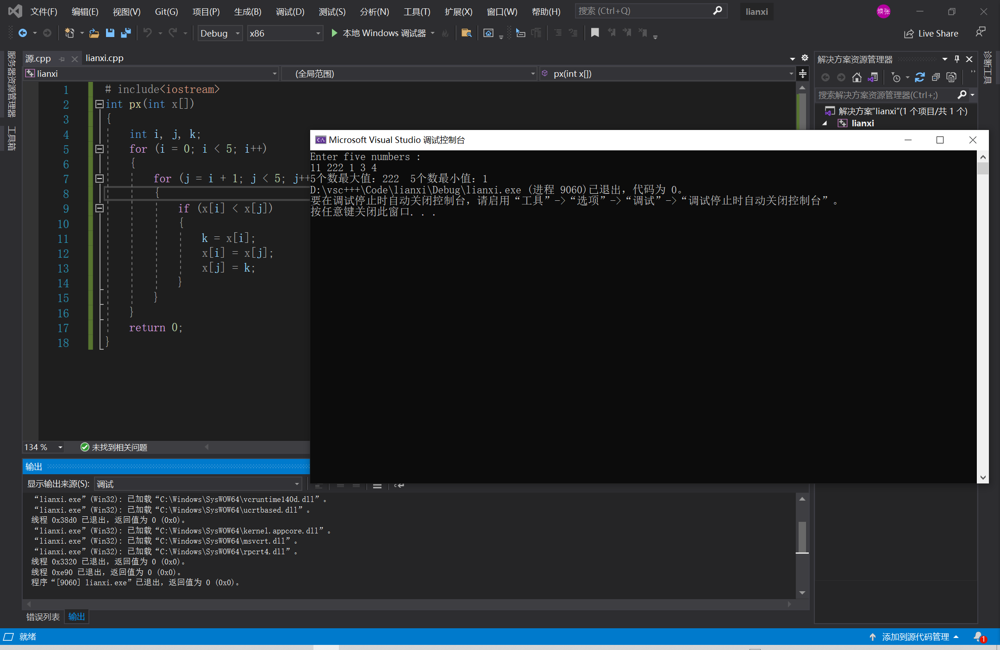 文件(F) 编辑(E) 视图(V) Git(G) 项目(P) 生成(B) 调试(D) 测试(S) 分析(N) 工具(T) 扩展(X) 窗口(W) 帮助(H) 搜索 (Ctrl+Q) lianxi 焕张
Debug x86 本地 Windows 调试器 Live Share
服务器资源管理器
工具箱
源.cpp lianxi.cpp
lianxi (全局范围) px(int x[])
1 # include<iostream>
2 int px(int x[])
3 {
4 int i, j, k;
5 for (i = 0; i < 5; i++)
6 {
7 for (j = i + 1; j < 5; j++
8 {
9 if (x[i] < x[j])
10 {
11 k = x[i];
12 x[i] = x[j];
13 x[j] = k;
14 }
15 }
16 }
17 return 0;
18 }
134 % 未找到相关问题
Microsoft Visual Studio 调试控制台
Enter five numbers :
11 222 1 3 4
5个数最大值：222  5个数最小值：1
D:\vsc+++\Code\lianxi\Debug\lianxi.exe (进程 9060)已退出，代码为 0。
要在调试停止时自动关闭控制台，请启用“工具”->“选项”->“调试”->“调试停止时自动关闭控制台”。
按任意键关闭此窗口. . .
解决方案资源管理器
搜索解决方案资源管理器(Ctrl+;)
解决方案“lianxi”(1 个项目/共 1 个)
lianxi
诊断工具
输出
显示输出来源(S): 调试
“lianxi.exe”(Win32): 已加载“C:\Windows\SysWOW64\vcruntime140d.dll”。
“lianxi.exe”(Win32): 已加载“C:\Windows\SysWOW64\ucrtbased.dll”。
线程 0x38d0 已退出，返回值为 0 (0x0)。
“lianxi.exe”(Win32): 已加载“C:\Windows\SysWOW64\kernel.appcore.dll”。
“lianxi.exe”(Win32): 已加载“C:\Windows\SysWOW64\msvcrt.dll”。
“lianxi.exe”(Win32): 已加载“C:\Windows\SysWOW64\rpcrt4.dll”。
线程 0x3320 已退出，返回值为 0 (0x0)。
线程 0xe90 已退出，返回值为 0 (0x0)。
程序“[9060] lianxi.exe”已退出，返回值为 0 (0x0)。
错误列表 输出
就绪 添加到源代码管理 1